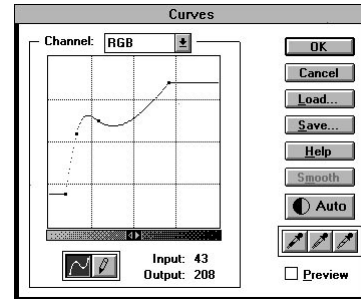 Curves
Channel: RGB
OK
Cancel
Load...
Save...
Help
Smooth
Auto
Input: 43
Output: 208
Preview